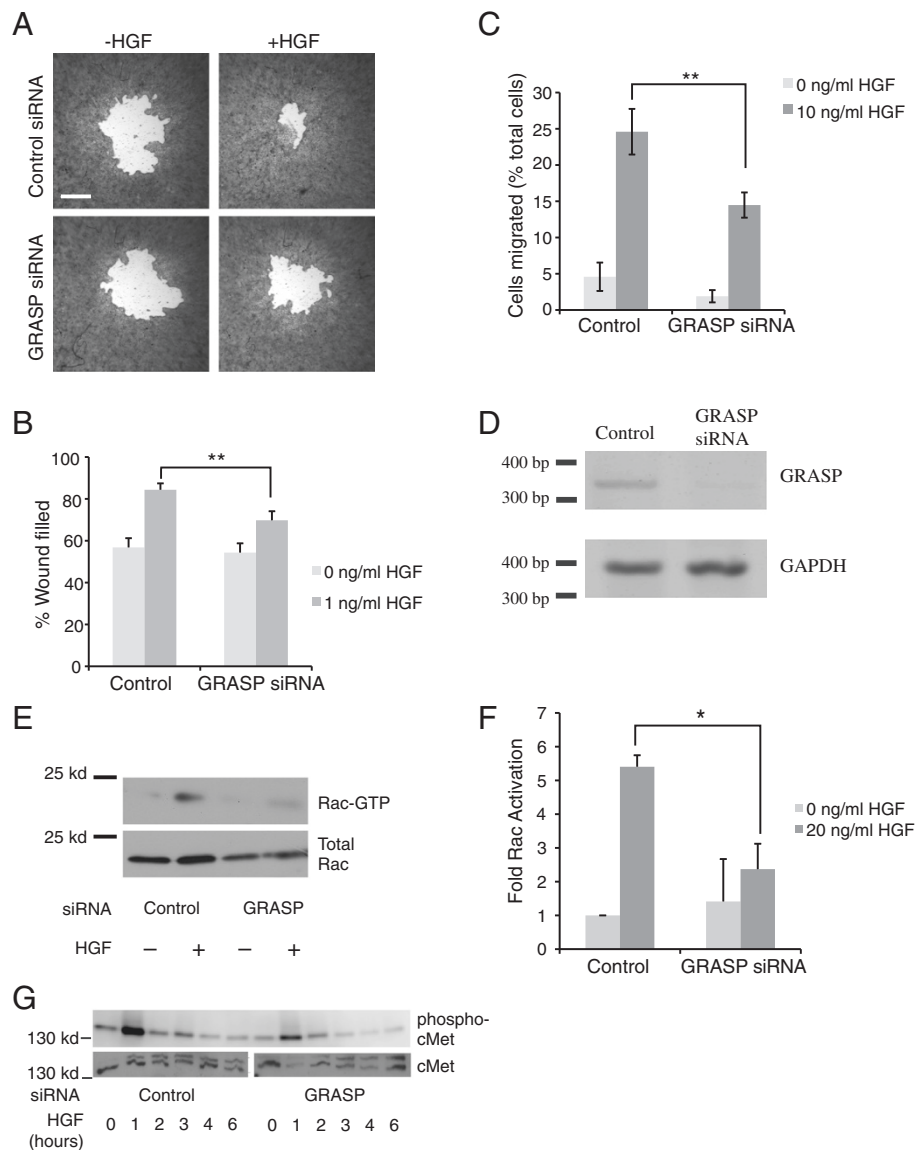 A
-HGF
+HGF
Control siRNA
GRASP siRNA
B
% Wound filled
100
80
60
40
20
0
**
Control
GRASP siRNA
0 ng/ml HGF
1 ng/ml HGF
C
Cells migrated (% total cells)
30
25
20
15
10
5
0
**
Control
GRASP siRNA
0 ng/ml HGF
10 ng/ml HGF
D
Control
GRASP
siRNA
400 bp
300 bp
GRASP
400 bp
300 bp
GAPDH
E
25 kd
Rac-GTP
25 kd
Total
Rac
siRNA
Control
GRASP
HGF
– + – +
F
Fold Rac Activation
7
6
5
4
3
2
1
0
*
Control
GRASP siRNA
0 ng/ml HGF
20 ng/ml HGF
G
130 kd
phospho-
cMet
130 kd
cMet
siRNA
Control
GRASP
HGF
(hours)
0 1 2 3 4 6 0 1 2 3 4 6